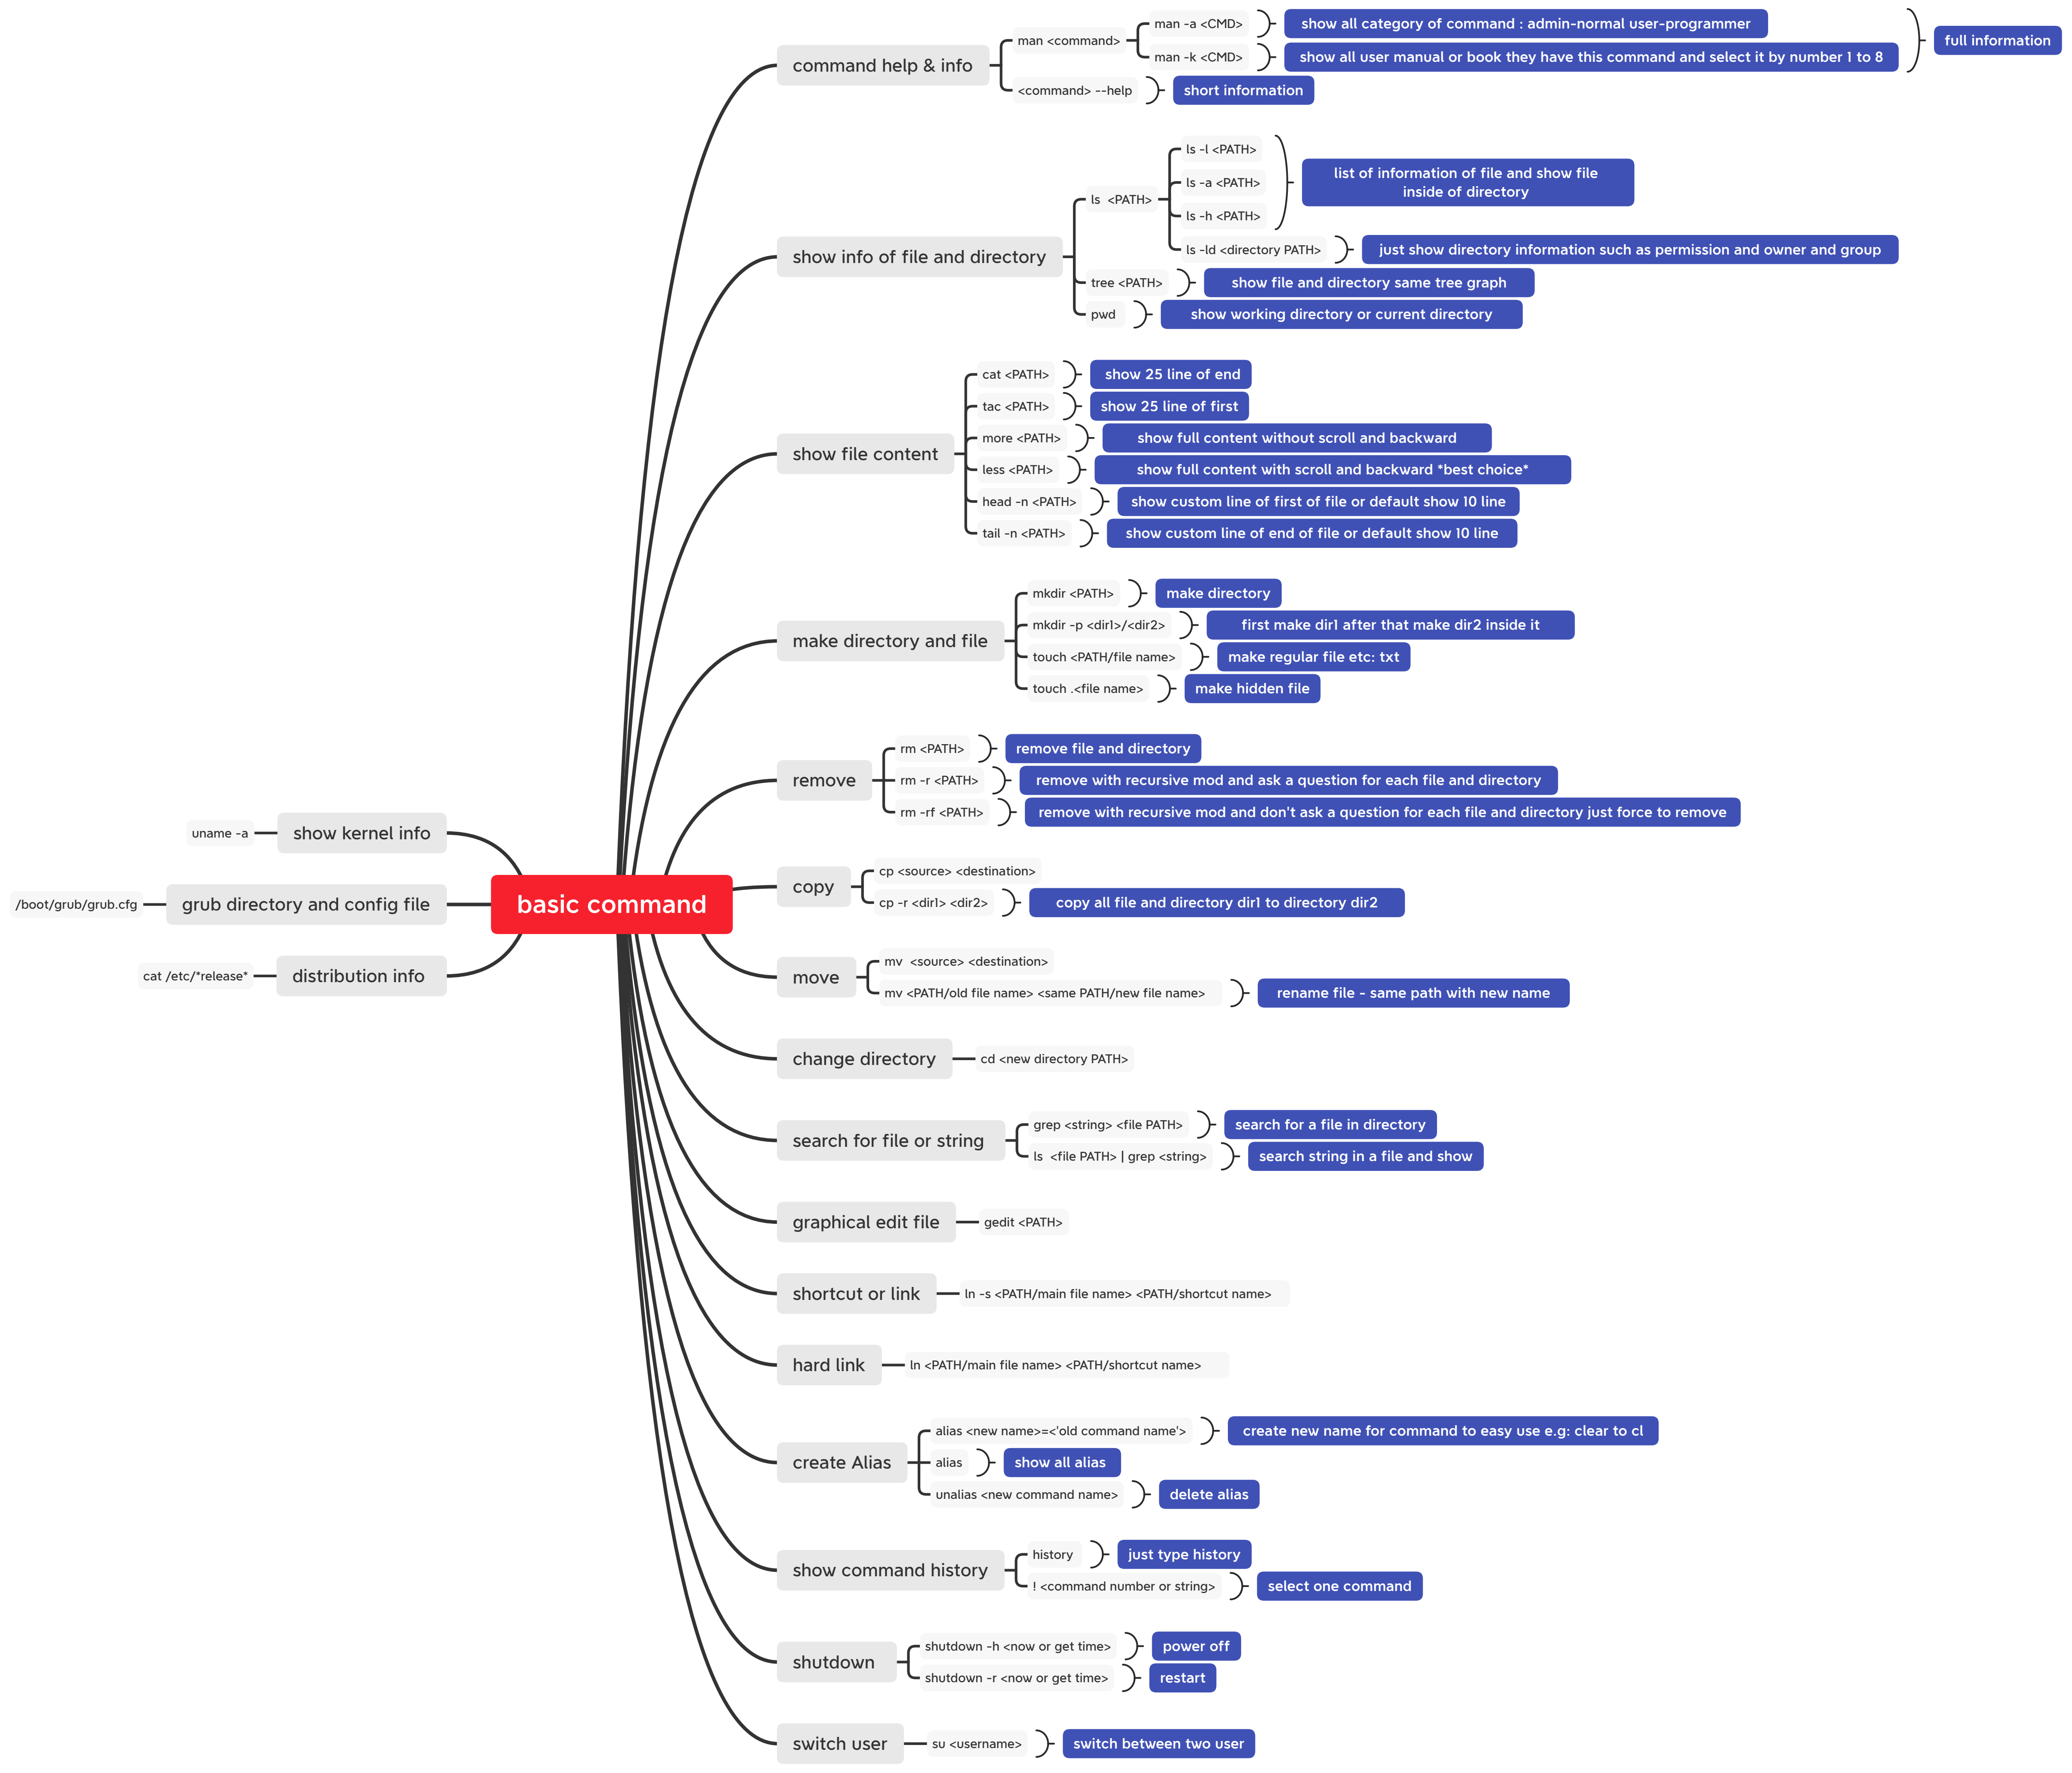 basic command
command help & info
man <command>
man -a <CMD>
show all category of command : admin-normal user-programmer
man -k <CMD>
show all user manual or book they have this command and select it by number 1 to 8
full information
<command> --help
short information
show info of file and directory
ls  <PATH>
ls -l <PATH>
ls -a <PATH>
ls -h <PATH>
list of information of file and show file
inside of directory
ls -ld <directory PATH>
just show directory information such as permission and owner and group
tree <PATH>
show file and directory same tree graph
pwd
show working directory or current directory
show file content
cat <PATH>
show 25 line of end
tac <PATH>
show 25 line of first
more <PATH>
show full content without scroll and backward
less <PATH>
show full content with scroll and backward *best choice*
head -n <PATH>
show custom line of first of file or default show 10 line
tail -n <PATH>
show custom line of end of file or default show 10 line
make directory and file
mkdir <PATH>
make directory
mkdir -p <dir1>/<dir2>
first make dir1 after that make dir2 inside it
touch <PATH/file name>
make regular file etc: txt
touch .<file name>
make hidden file
remove
rm <PATH>
remove file and directory
rm -r <PATH>
remove with recursive mod and ask a question for each file and directory
rm -rf <PATH>
remove with recursive mod and don't ask a question for each file and directory just force to remove
copy
cp <source> <destination>
cp -r <dir1> <dir2>
copy all file and directory dir1 to directory dir2
move
mv  <source> <destination>
mv <PATH/old file name> <same PATH/new file name>
rename file - same path with new name
change directory
cd <new directory PATH>
search for file or string
grep <string> <file PATH>
search for a file in directory
ls  <file PATH> | grep <string>
search string in a file and show
graphical edit file
gedit <PATH>
shortcut or link
ln -s <PATH/main file name> <PATH/shortcut name>
hard link
ln <PATH/main file name> <PATH/shortcut name>
create Alias
alias <new name>=<'old command name'>
create new name for command to easy use e.g: clear to cl
alias
show all alias
unalias <new command name>
delete alias
show command history
history
just type history
! <command number or string>
select one command
shutdown
shutdown -h <now or get time>
power off
shutdown -r <now or get time>
restart
switch user
su <username>
switch between two user
show kernel info
uname -a
grub directory and config file
/boot/grub/grub.cfg
distribution info
cat /etc/*release*